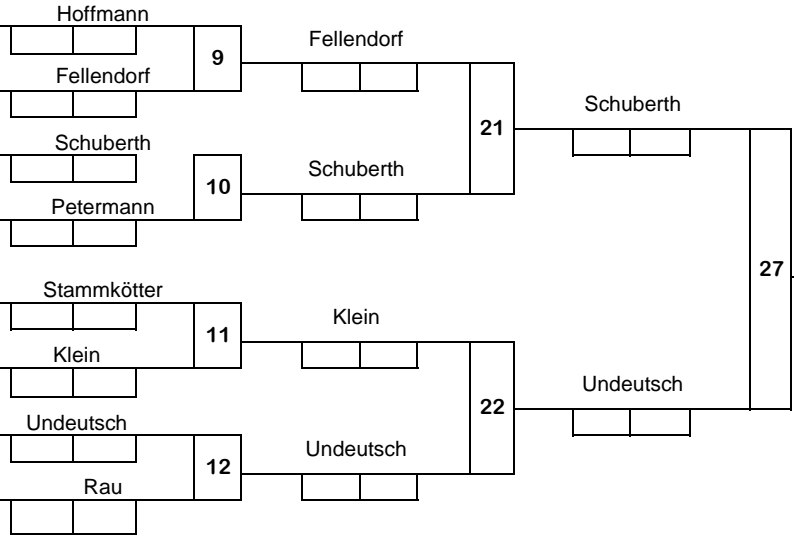 Hoffmann
9
Fellendorf
Fellendorf
Schuberth
10
Petermann
Schuberth
21
Schuberth
Stammkötter
11
Klein
Klein
Undeutsch
12
Rau
Undeutsch
22
Undeutsch
27